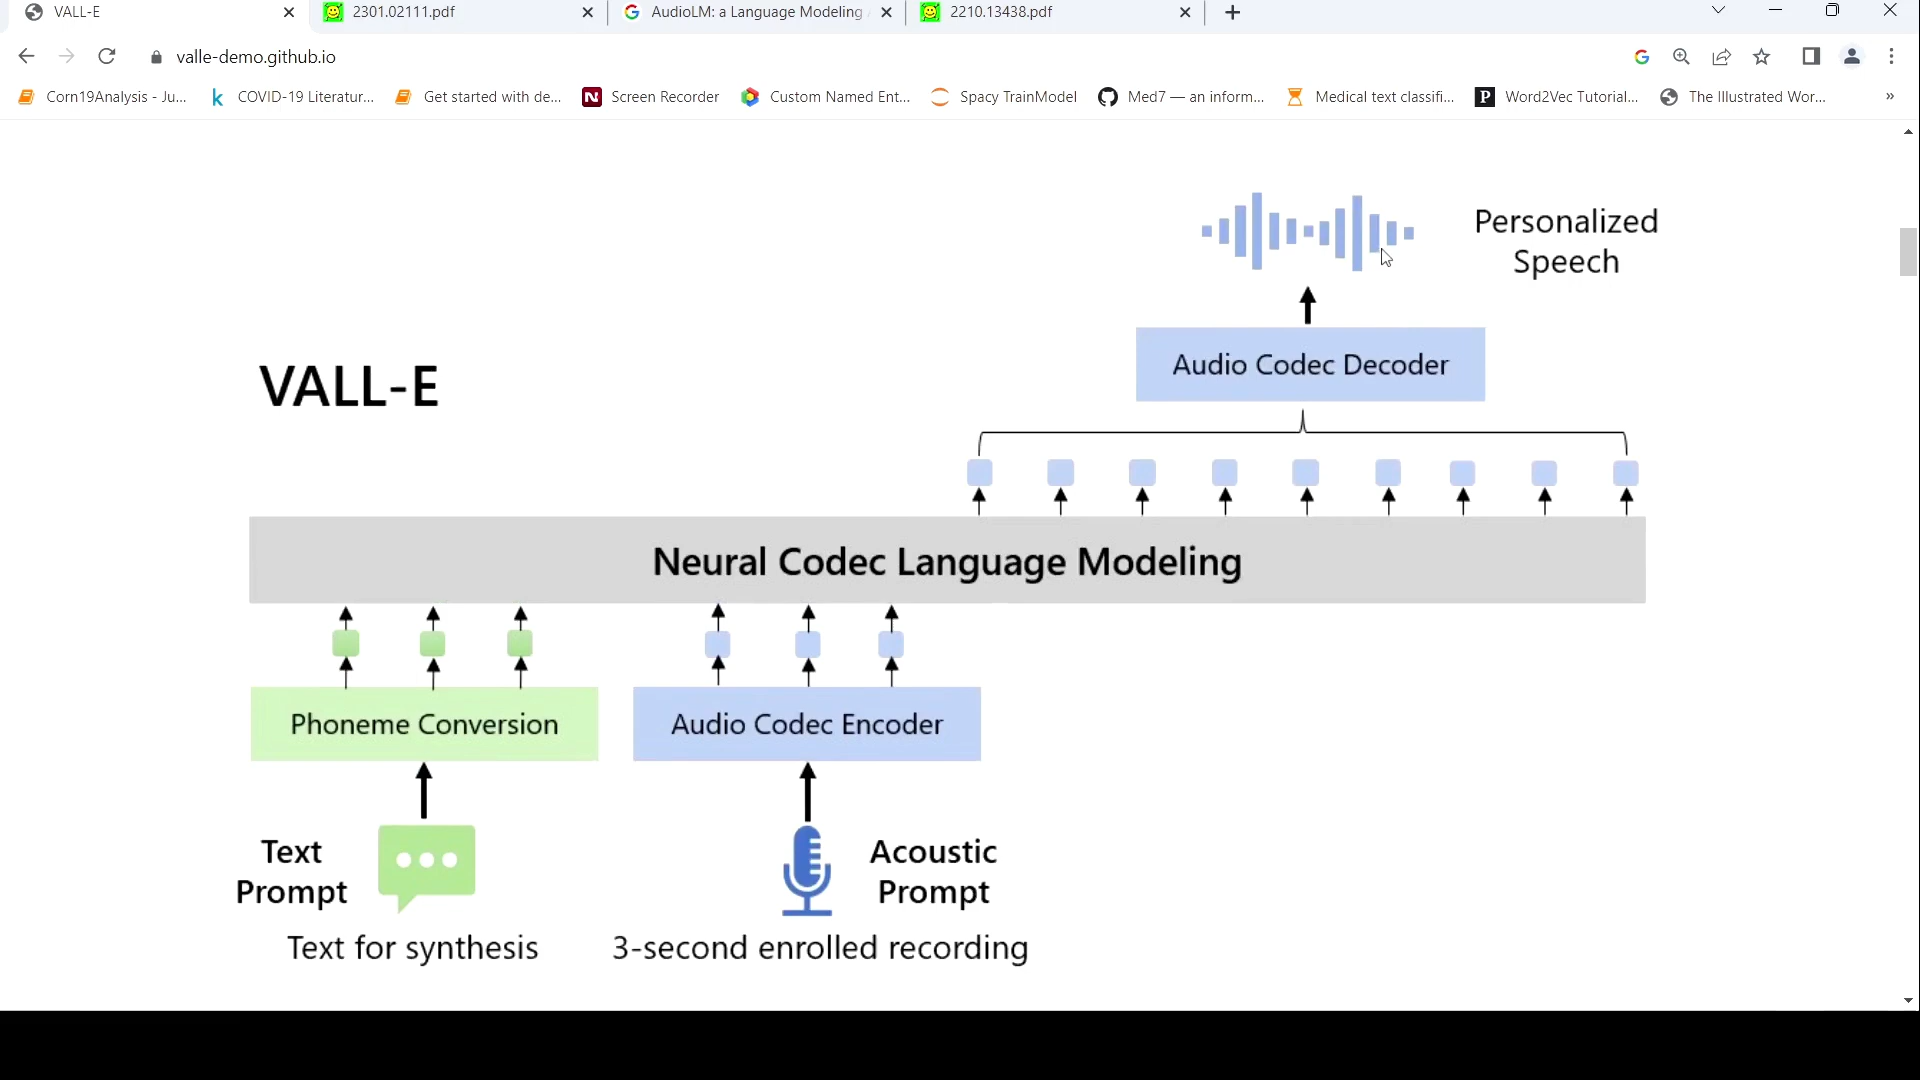 VALL-E
2301.02111.pdf
AudioLM: a Language Modeling
2210.13438.pdf
valle-demo.github.io
Corn19Analysis - Ju...
COVID-19 Literatur...
Get started with de...
Screen Recorder
Custom Named Ent...
Spacy TrainModel
Med7 — an inform...
Medical text classifi...
Word2Vec Tutorial...
The Illustrated Wor...
»
Personalized
Speech
Audio Codec Decoder
VALL-E
Neural Codec Language Modeling
Phoneme Conversion
Audio Codec Encoder
Text
Prompt
Acoustic
Prompt
Text for synthesis
3-second enrolled recording